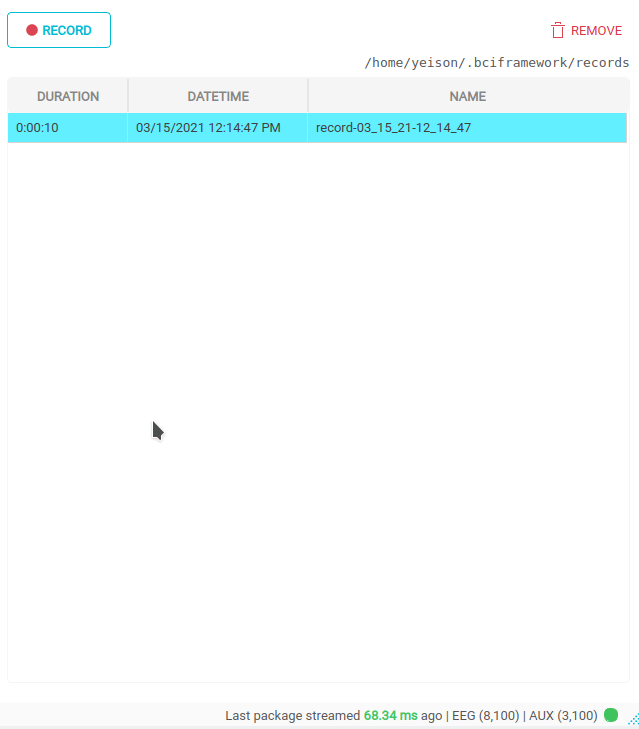 RECORD
REMOVE
/home/yeison/.bciframework/records
DURATION DATETIME NAME
0:00:10 03/15/2021 12:14:47 PM record-03_15_21-12_14_47
Last package streamed 68.34 ms ago | EEG (8,100) | AUX (3,100)